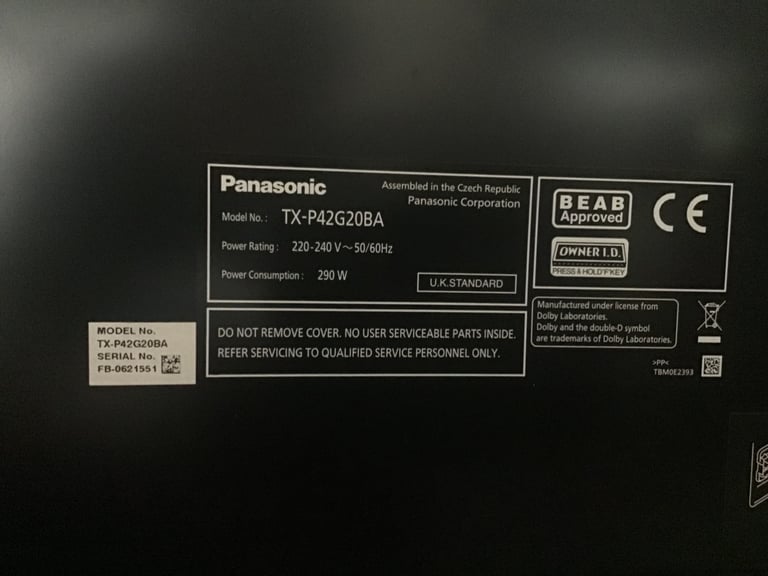 Panasonic
Assembled in the Czech Republic
Panasonic Corporation
Model No.: TX-P42G20BA
Power Rating: 220-240 V~50/60Hz
Power Consumption: 290 W
U.K.STANDARD
BEAB
Approved
CE
OWNER I.D.
PRESS & HOLD'F'KEY
DO NOT REMOVE COVER. NO USER SERVICEABLE PARTS INSIDE.
REFER SERVICING TO QUALIFIED SERVICE PERSONNEL ONLY.
Manufactured under license from
Dolby Laboratories.
Dolby and the double-D symbol
are trademarks of Dolby Laboratories.
>PP<
TBM0E2393
MODEL No.
TX-P42G20BA
SERIAL No.
FB-0621551